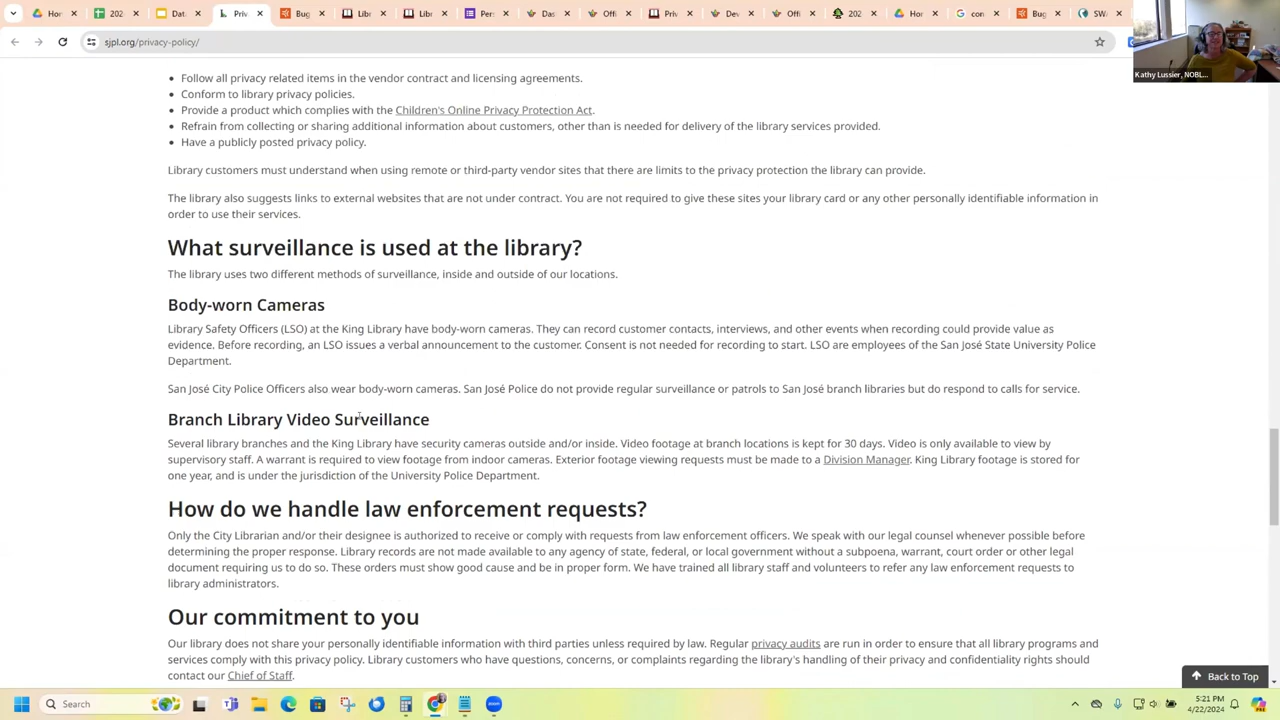 Ho
202
Dat
Priv
Bug
Libr
Libr
Pers
Das
Offi
Priv
Dev
Offi
202
Ho
con
Bug
SW
sjpl.org/privacy-policy/
Kathy Lussier, NOBL...
• Follow all privacy related items in the vendor contract and licensing agreements.
• Conform to library privacy policies.
• Provide a product which complies with the Children's Online Privacy Protection Act.
• Refrain from collecting or sharing additional information about customers, other than is needed for delivery of the library services provided.
• Have a publicly posted privacy policy.
Library customers must understand when using remote or third-party vendor sites that there are limits to the privacy protection the library can provide.
The library also suggests links to external websites that are not under contract. You are not required to give these sites your library card or any other personally identifiable information in
order to use their services.
What surveillance is used at the library?
The library uses two different methods of surveillance, inside and outside of our locations.
Body-worn Cameras
Library Safety Officers (LSO) at the King Library have body-worn cameras. They can record customer contacts, interviews, and other events when recording could provide value as
evidence. Before recording, an LSO issues a verbal announcement to the customer. Consent is not needed for recording to start. LSO are employees of the San José State University Police
Department.
San José City Police Officers also wear body-worn cameras. San José Police do not provide regular surveillance or patrols to San José branch libraries but do respond to calls for service.
Branch Library Video Surveillance
Several library branches and the King Library have security cameras outside and/or inside. Video footage at branch locations is kept for 30 days. Video is only available to view by
supervisory staff. A warrant is required to view footage from indoor cameras. Exterior footage viewing requests must be made to a Division Manager. King Library footage is stored for
one year, and is under the jurisdiction of the University Police Department.
How do we handle law enforcement requests?
Only the City Librarian and/or their designee is authorized to receive or comply with requests from law enforcement officers. We speak with our legal counsel whenever possible before
determining the proper response. Library records are not made available to any agency of state, federal, or local government without a subpoena, warrant, court order or other legal
document requiring us to do so. These orders must show good cause and be in proper form. We have trained all library staff and volunteers to refer any law enforcement requests to
library administrators.
Our commitment to you
Our library does not share your personally identifiable information with third parties unless required by law. Regular privacy audits are run in order to ensure that all library programs and
services comply with this privacy policy. Library customers who have questions, concerns, or complaints regarding the library's handling of their privacy and confidentiality rights should
contact our Chief of Staff.
Back to Top
Search
5:21 PM
4/22/2024